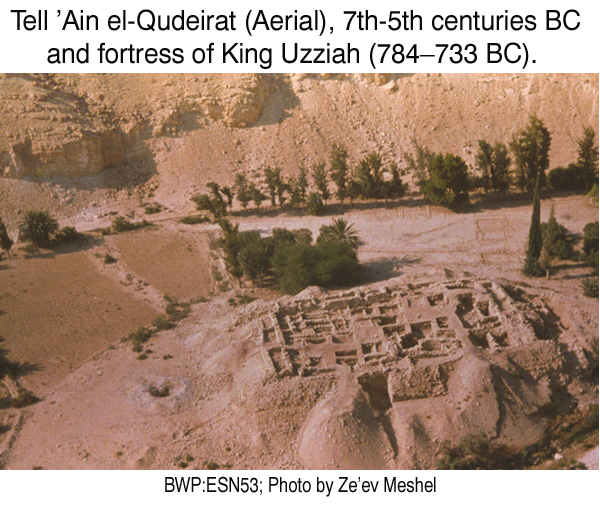 Tell ’Ain el-Qudeirat (Aerial), 7th-5th centuries BC
and fortress of King Uzziah (784–733 BC).
BWP:ESN53; Photo by Ze’ev Meshel